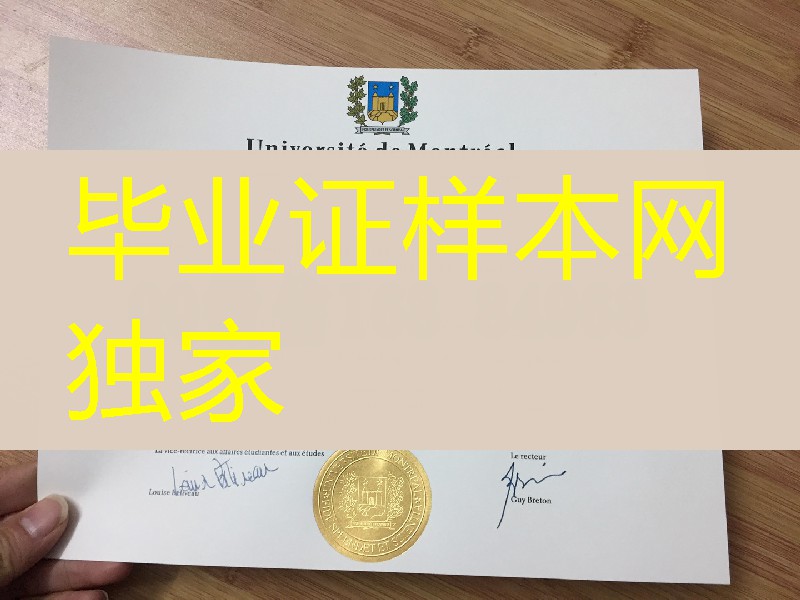 Université de Montréal
毕业证样本网
独家
La vice-rectrice aux affaires étudiantes et aux études
Le recteur
Louise Béliveau
Guy Breton